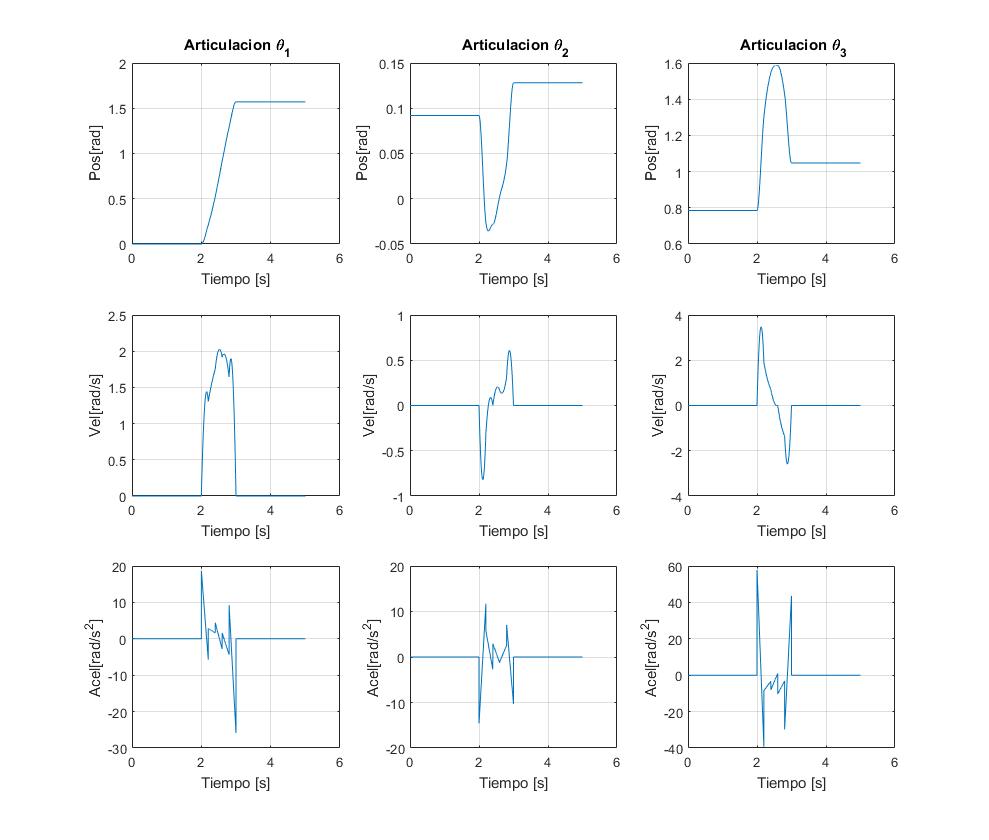 Articulacion θ1
Articulacion θ2
Articulacion θ3
2
1.5
1
0.5
0
Pos[rad]
0 2 4 6
Tiempo [s]
0.15
0.1
0.05
0
-0.05
Pos[rad]
0 2 4 6
Tiempo [s]
1.6
1.4
1.2
1
0.8
0.6
Pos[rad]
0 2 4 6
Tiempo [s]
2.5
2
1.5
1
0.5
0
Vel[rad/s]
0 2 4 6
Tiempo [s]
1
0.5
0
-0.5
-1
Vel[rad/s]
0 2 4 6
Tiempo [s]
4
2
0
-2
-4
Vel[rad/s]
0 2 4 6
Tiempo [s]
20
10
0
-10
-20
-30
Acel[rad/s²]
0 2 4 6
Tiempo [s]
20
10
0
-10
-20
Acel[rad/s²]
0 2 4 6
Tiempo [s]
60
40
20
0
-20
-40
Acel[rad/s²]
0 2 4 6
Tiempo [s]